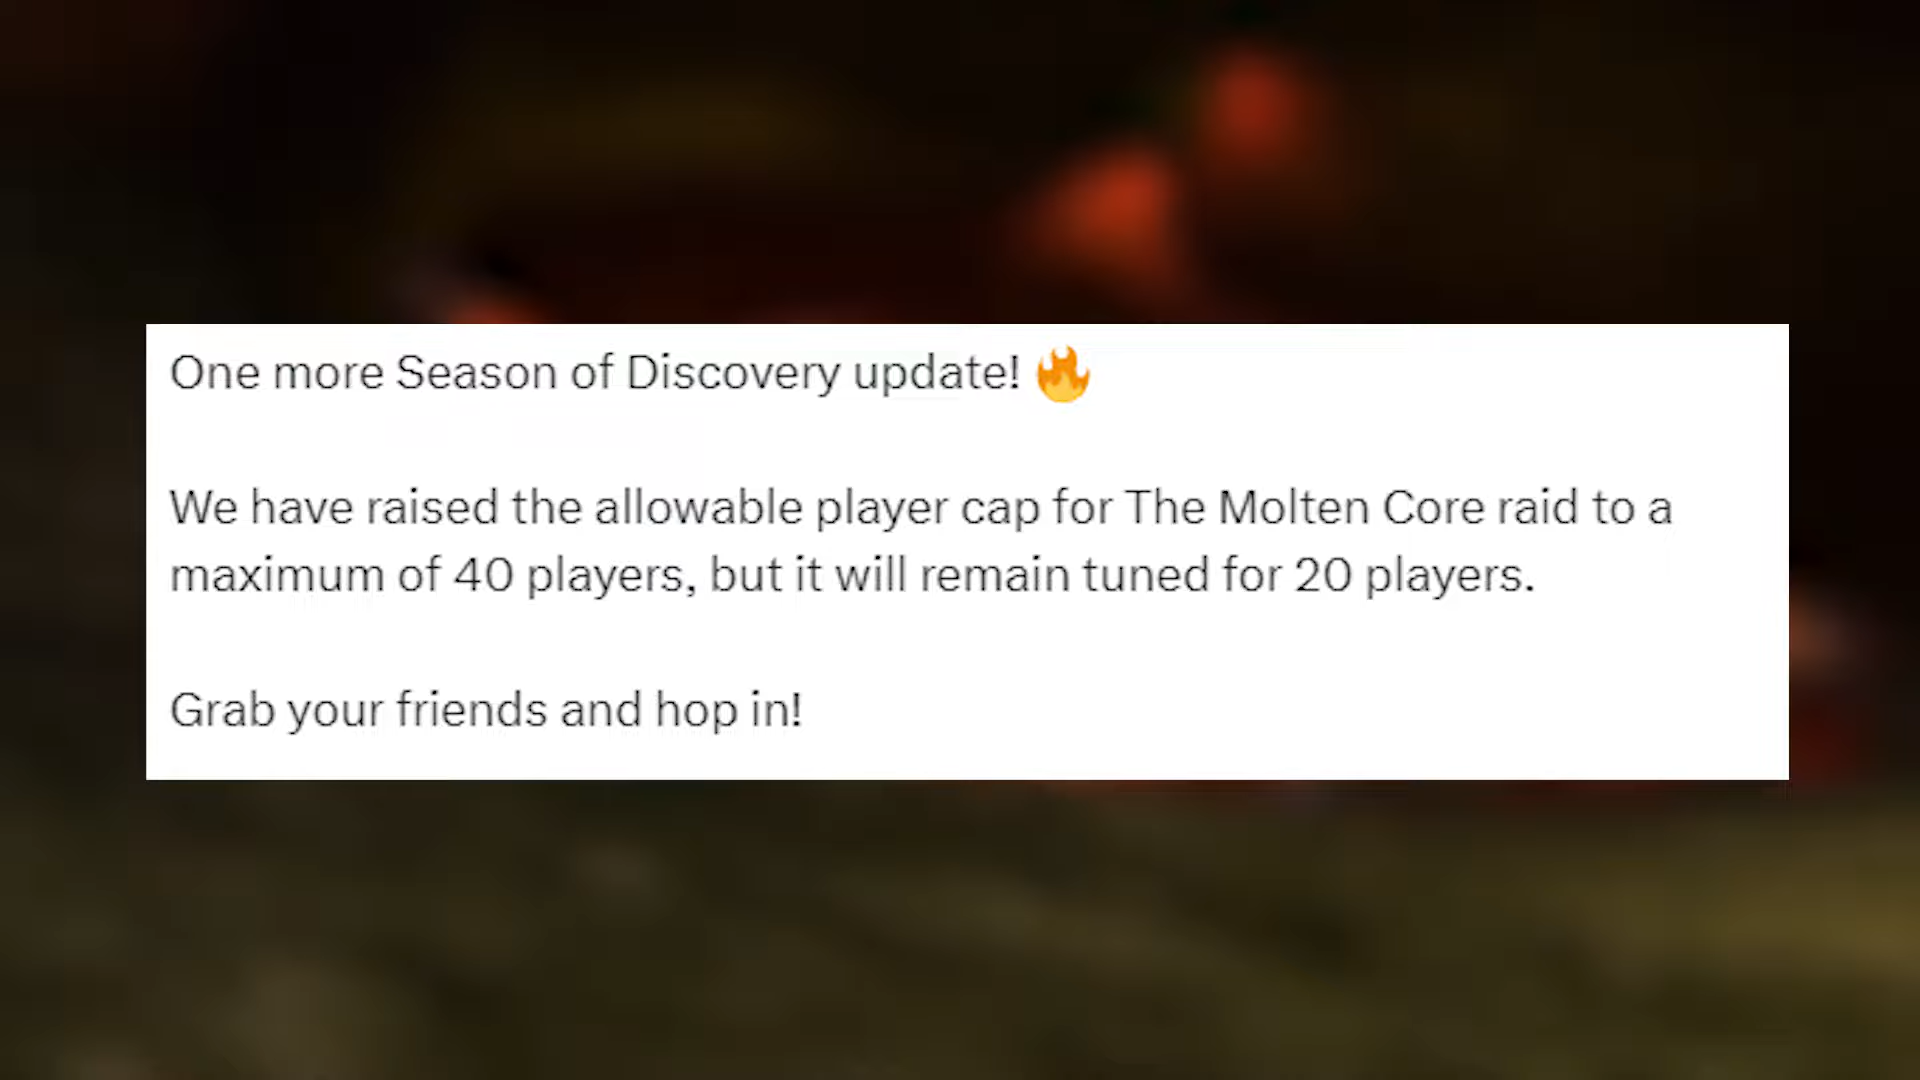 One more Season of Discovery update! 🔥
We have raised the allowable player cap for The Molten Core raid to a
maximum of 40 players, but it will remain tuned for 20 players.
Grab your friends and hop in!